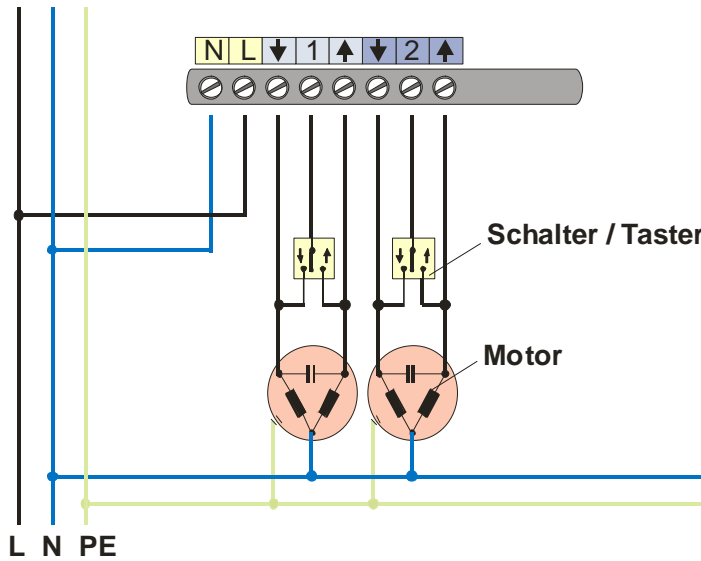 N L ↓ 1 ↑ ↓ 2 ↑
Schalter / Taster
Motor
L N PE